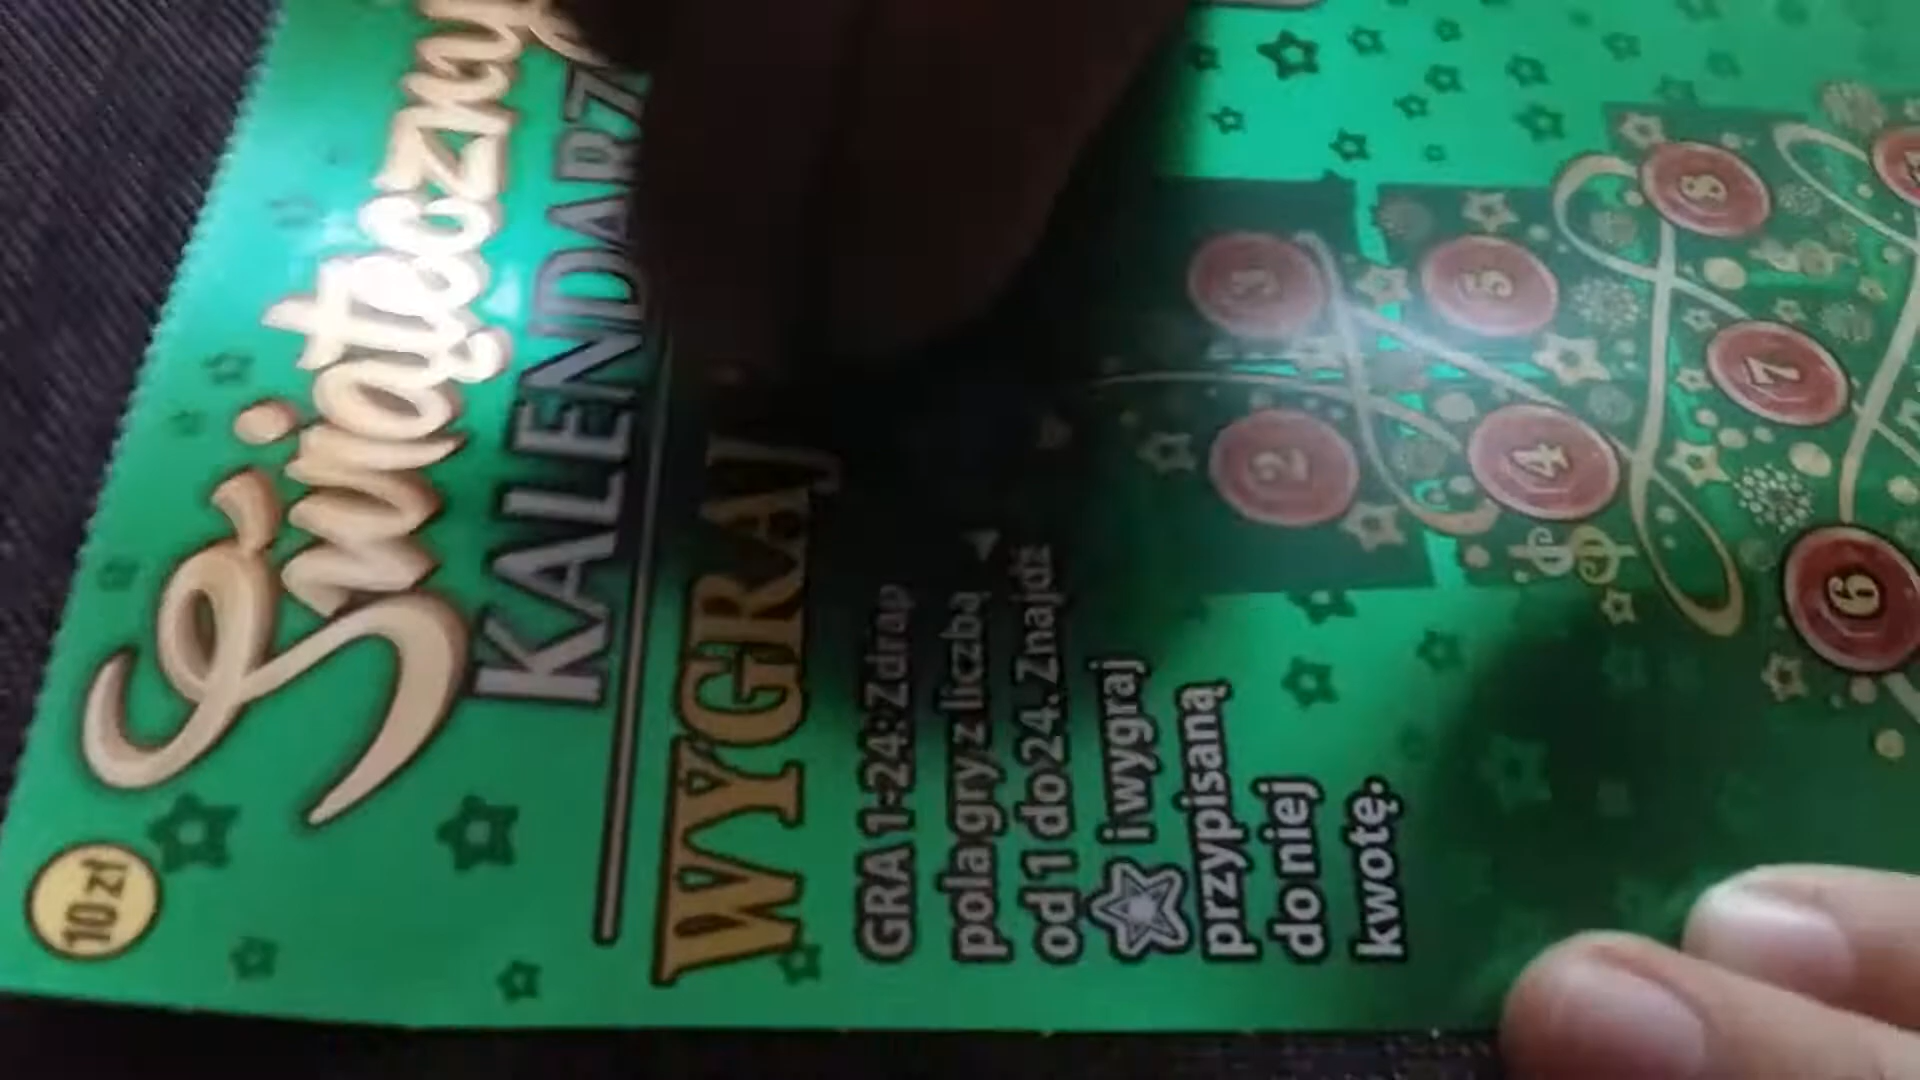 Świąteczny
KALENDARZ
10 zł
WYGRAJ
GRA 1-24: Zdrap
pola gry z liczbą
od 1 do 24. Znajdź
i wygraj
przypisaną
do niej
kwotę.
2
3
4
5
6
7
8